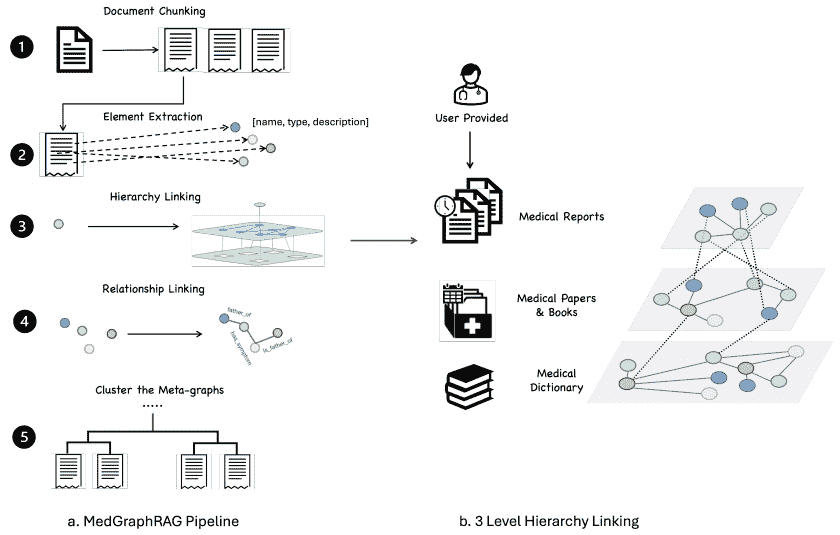 Document Chunking
1
Element Extraction
[name, type, description]
2
Hierarchy Linking
3
Relationship Linking
4
father_of
has_symptom
is_father_of
Cluster the Meta-graphs
.....
5
a. MedGraphRAG Pipeline
User Provided
Medical Reports
Medical Papers
& Books
Medical
Dictionary
b. 3 Level Hierarchy Linking